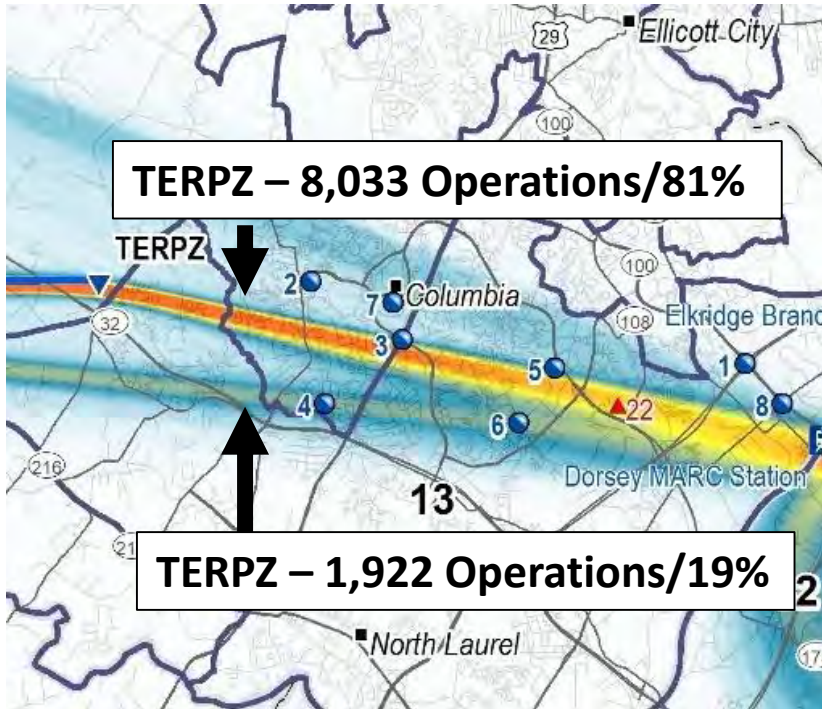 Ellicott City
29
100
TERPZ – 8,033 Operations/81%
TERPZ
100
2
7
Columbia
32
108
Elkridge Branc
3
1
5
4
22
8
6
216
Dorsey MARC Station
13
21
TERPZ – 1,922 Operations/19%
2
North Laurel
17